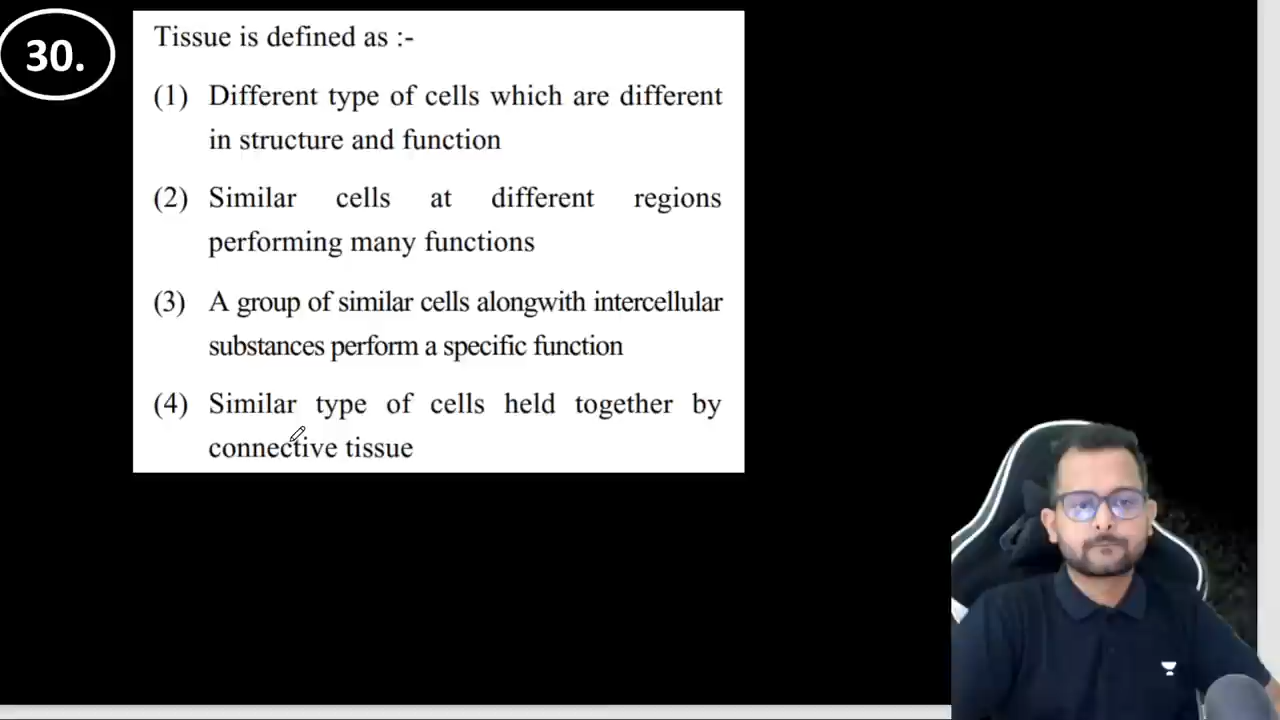 30.
Tissue is defined as :-
(1) Different type of cells which are different
in structure and function
(2) Similar cells at different regions
performing many functions
(3) A group of similar cells alongwith intercellular
substances perform a specific function
(4) Similar type of cells held together by
connective tissue